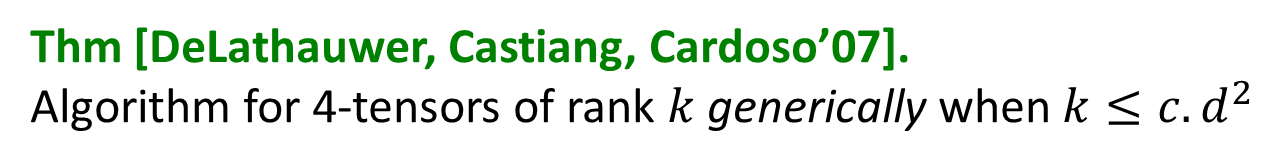 Thm [DeLathauwer, Castiang, Cardoso’07].
Algorithm for 4-tensors of rank k generically when k ≤ c. d²